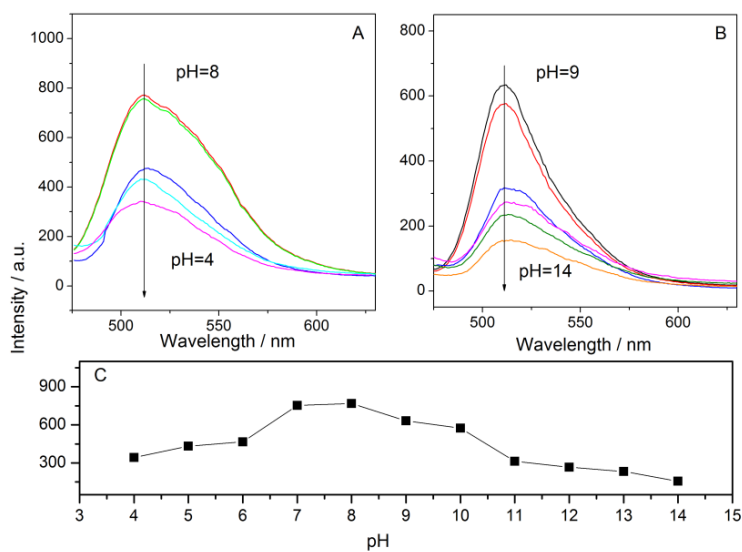 A
1000
800
600
400
200
0
pH=8
pH=4
500 550 600
Wavelength / nm
Intensity / a.u.
B
800
600
400
200
0
pH=9
pH=14
500 550 600
Wavelength / nm
C
900
600
300
3 4 5 6 7 8 9 10 11 12 13 14 15
pH